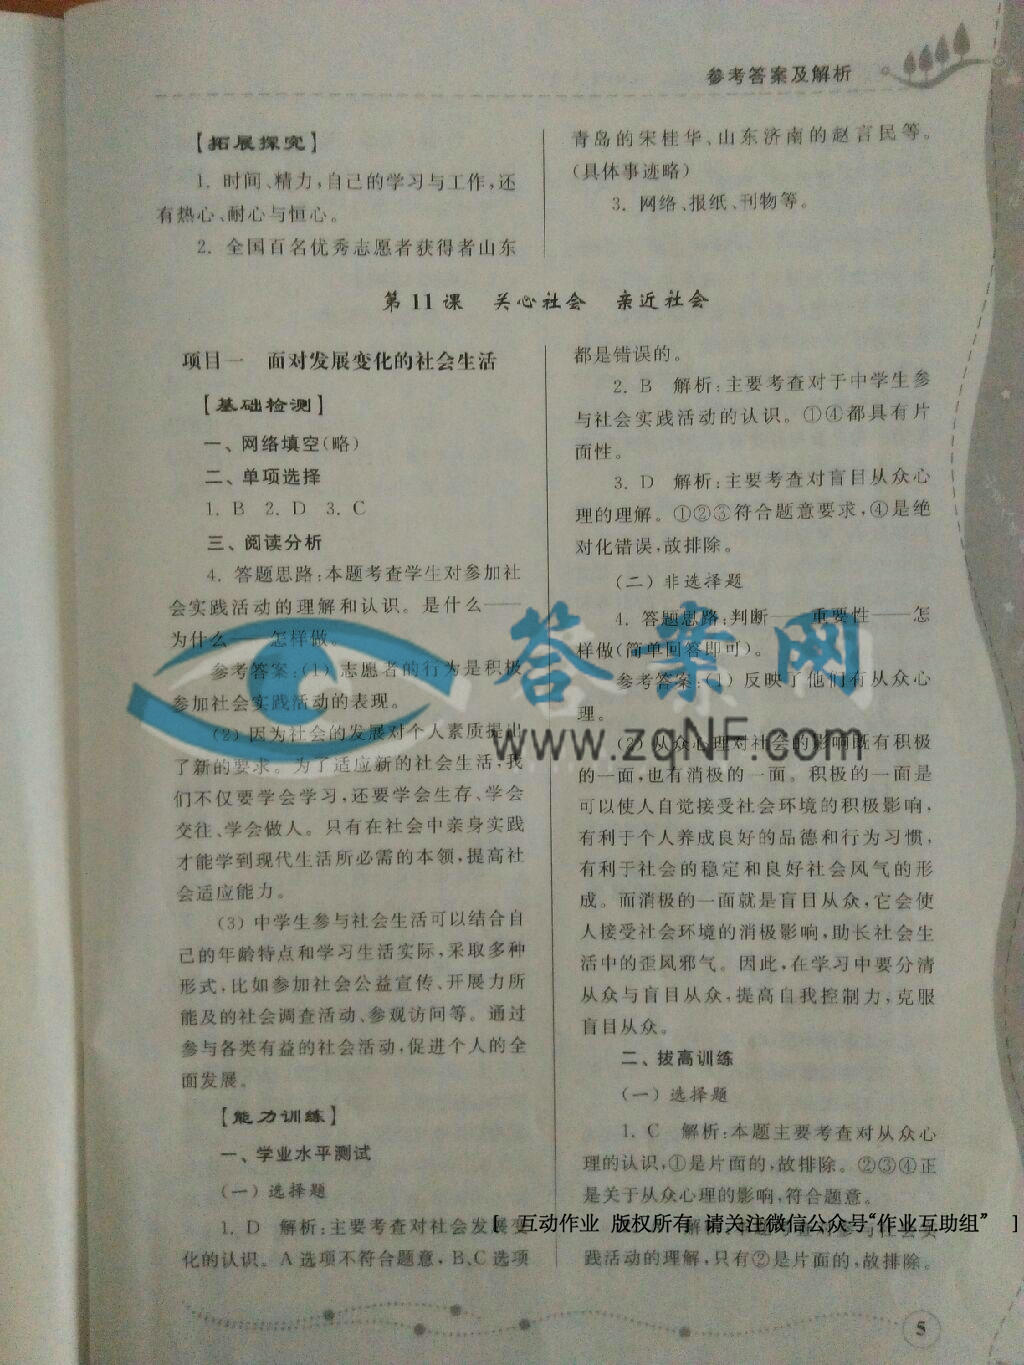 参考答案及解析
【拓展探究】
1. 时间、精力，自己的学习与工作，还
有热心、耐心与恒心。
2. 全国百名优秀志愿者获得者山东
青岛的宋桂华、山东济南的赵言民等。
（具体事迹略）
3. 网络、报纸、刊物等。
第 11 课 关心社会 亲近社会
项目一 面对发展变化的社会生活
【基础检测】
一、网络填空（略）
二、单项选择
1. B 2. D 3. C
三、阅读分析
4. 答题思路：本题考查学生对参加社
会实践活动的理解和认识。是什么——
为什么——怎样做。
参考答案：（1）志愿者的行为是积极
参加社会实践活动的表现。
（2）因为社会的发展对个人素质提出
了新的要求。为了适应新的社会生活，我
们不仅要学会学习，还要学会生存、学会
交往、学会做人。只有在社会中亲身实践
才能学到现代生活所必需的本领，提高社
会适应能力。
（3）中学生参与社会生活可以结合自
己的年龄特点和学习生活实际，采取多种
形式，比如参加社会公益宣传、开展力所
能及的社会调查活动、参观访问等。通过
参与各类有益的社会活动，促进个人的全
面发展。
【能力训练】
一、学业水平测试
（一）选择题
1. D 解析：主要考查对社会发展变
化的认识。A 选项不符合题意，B、C 选项
都是错误的。
2. B 解析：主要考查对于中学生参
与社会实践活动的认识。①④都具有片
面性。
3. D 解析：主要考查对盲目从众心
理的理解。①②③符合题意要求，④是绝
对化错误，故排除。
（二）非选择题
4. 答题思路：判断——重要性——怎
样做（简单回答即可）。
参考答案：（1）反映了他们有从众心
理。
（2）从众心理对社会的影响既有积极
的一面，也有消极的一面。积极的一面是
可以使人自觉接受社会环境的积极影响，
有利于个人养成良好的品德和行为习惯，
有利于社会的稳定和良好社会风气的形
成。而消极的一面就是盲目从众，它会使
人接受社会环境的消极影响，助长社会生
活中的歪风邪气。因此，在学习中要分清
从众与盲目从众，提高自我控制力，克服
盲目从众。
二、拔高训练
（一）选择题
1. C 解析：本题主要考查对从众心
理的认识，①是片面的，故排除。②③④正
是关于从众心理的影响，符合题意。
解析：本题考查对参与社会实
践活动的理解，只有②是片面的，故排除。
5
答案网
www.zqNF.com
[ 互动作业 版权所有 请关注微信公众号“作业互助组” ]